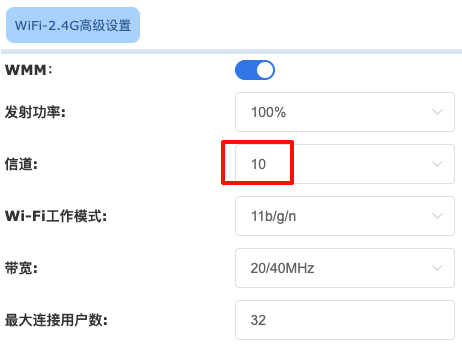 WiFi-2.4G高级设置
WMM:
发射功率: 100%
信道: 10
Wi-Fi工作模式: 11b/g/n
带宽: 20/40MHz
最大连接用户数: 32